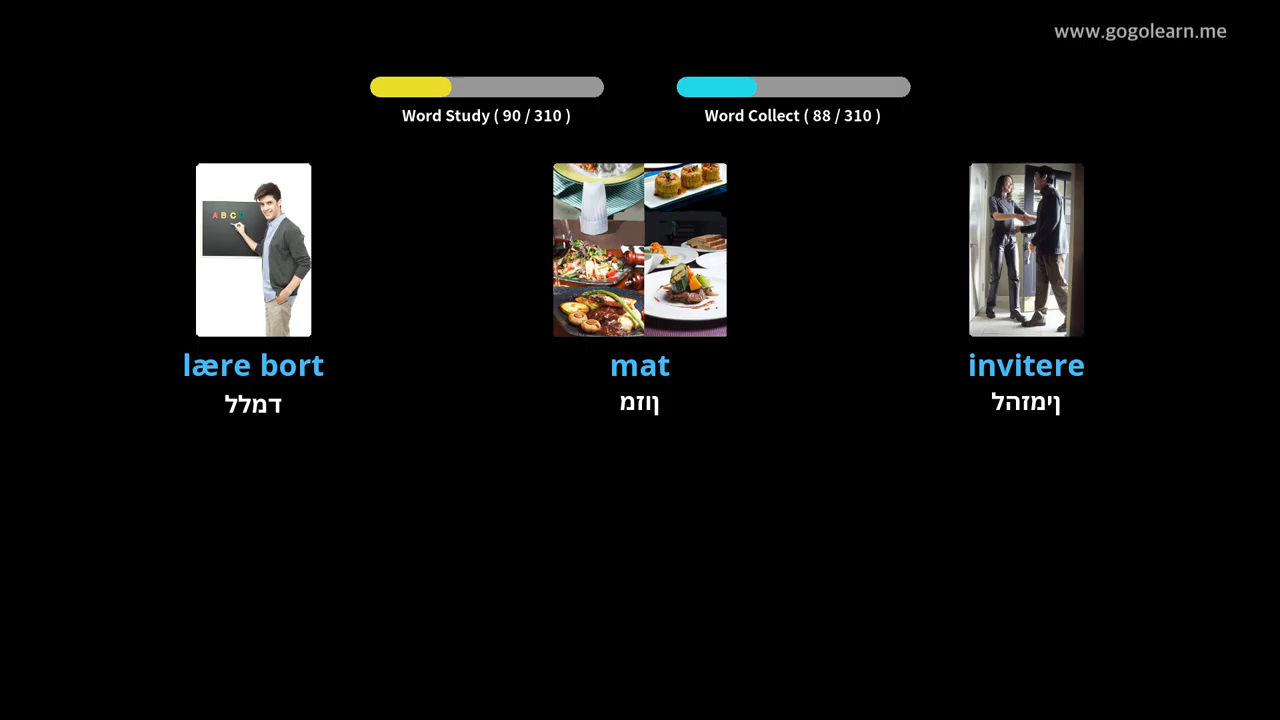 www.gogolearn.me
Word Study ( 90 / 310 )
Word Collect ( 88 / 310 )
A B C D
lære bort
ללמד
mat
מזון
invitere
להזמין